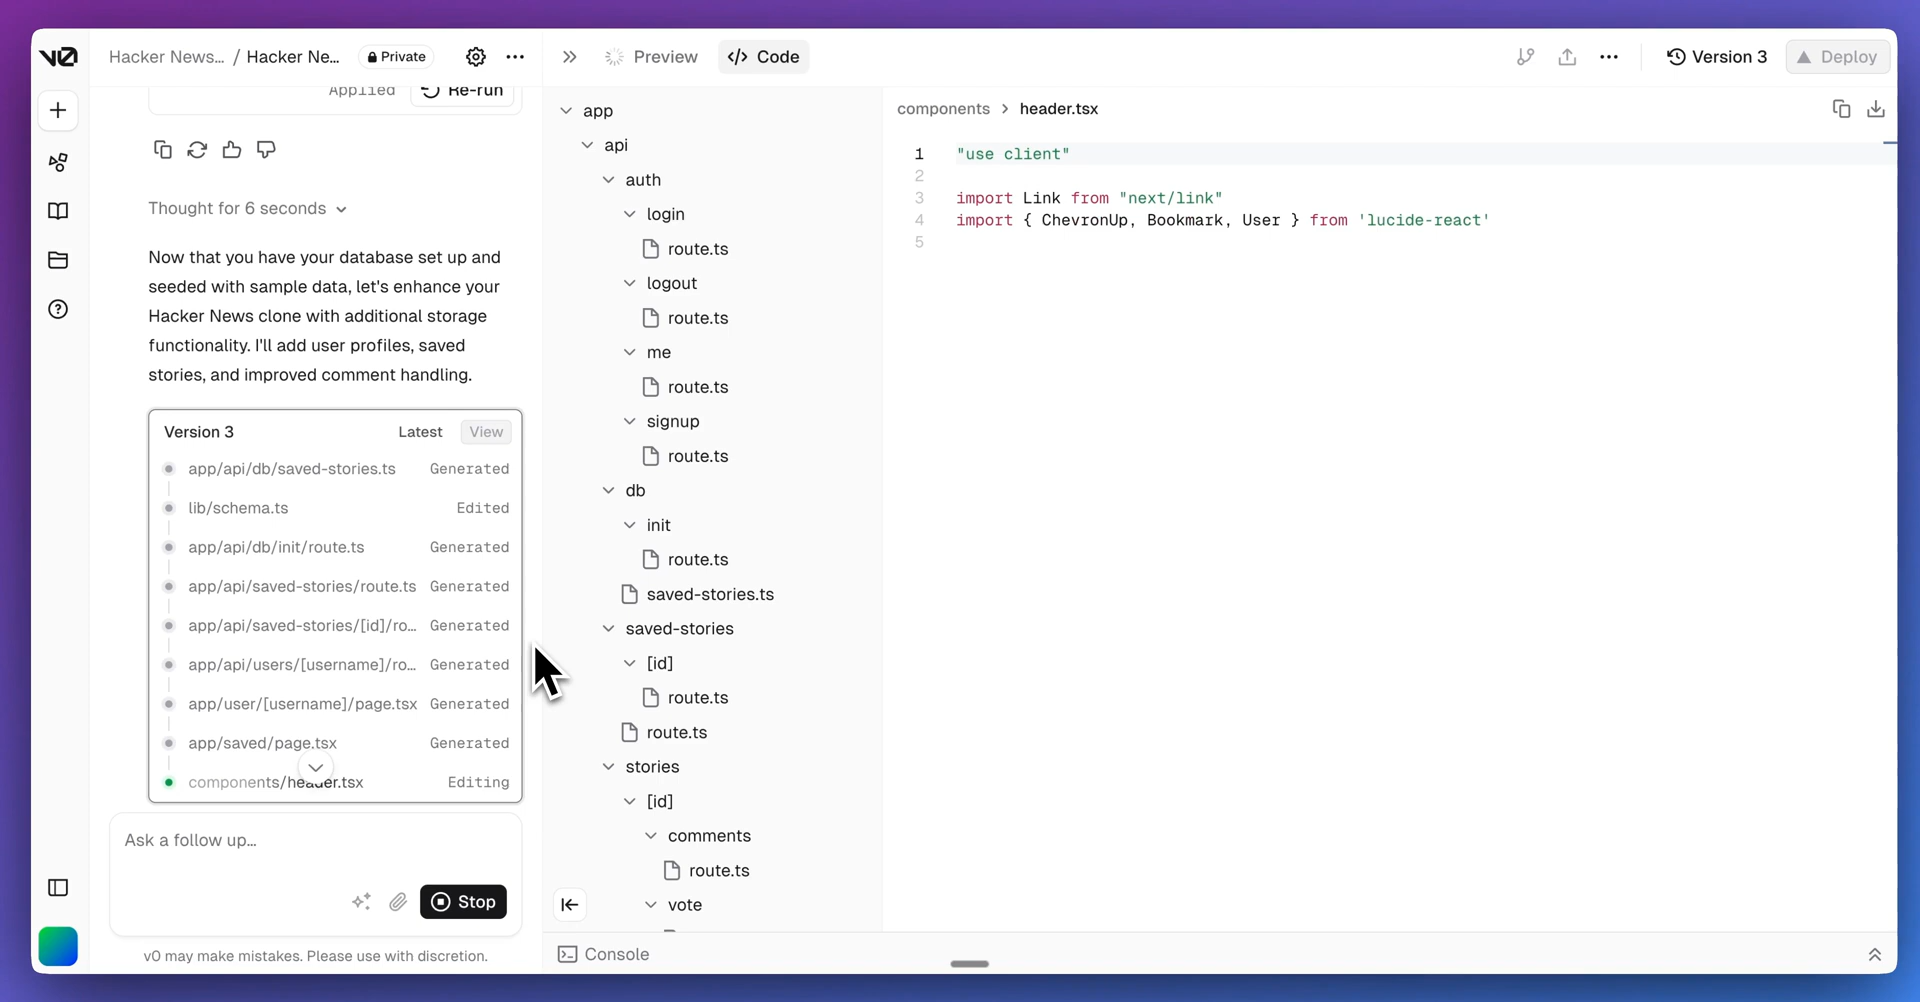 v0
Hacker News... / Hacker Ne...
Private
Preview
Code
Version 3
Deploy
Applied
Re-run
Thought for 6 seconds
Now that you have your database set up and
seeded with sample data, let's enhance your
Hacker News clone with additional storage
functionality. I'll add user profiles, saved
stories, and improved comment handling.
Version 3 Latest View
app/api/db/saved-stories.ts Generated
lib/schema.ts Edited
app/api/db/init/route.ts Generated
app/api/saved-stories/route.ts Generated
app/api/saved-stories/[id]/ro... Generated
app/api/users/[username]/ro... Generated
app/user/[username]/page.tsx Generated
app/saved/page.tsx Generated
components/header.tsx Editing
Ask a follow up...
Stop
v0 may make mistakes. Please use with discretion.
app
api
auth
login
route.ts
logout
route.ts
me
route.ts
signup
route.ts
db
init
route.ts
saved-stories.ts
saved-stories
[id]
route.ts
route.ts
stories
[id]
comments
route.ts
vote
components > header.tsx
1 "use client"
2
3 import Link from "next/link"
4 import { ChevronUp, Bookmark, User } from 'lucide-react'
5
Console